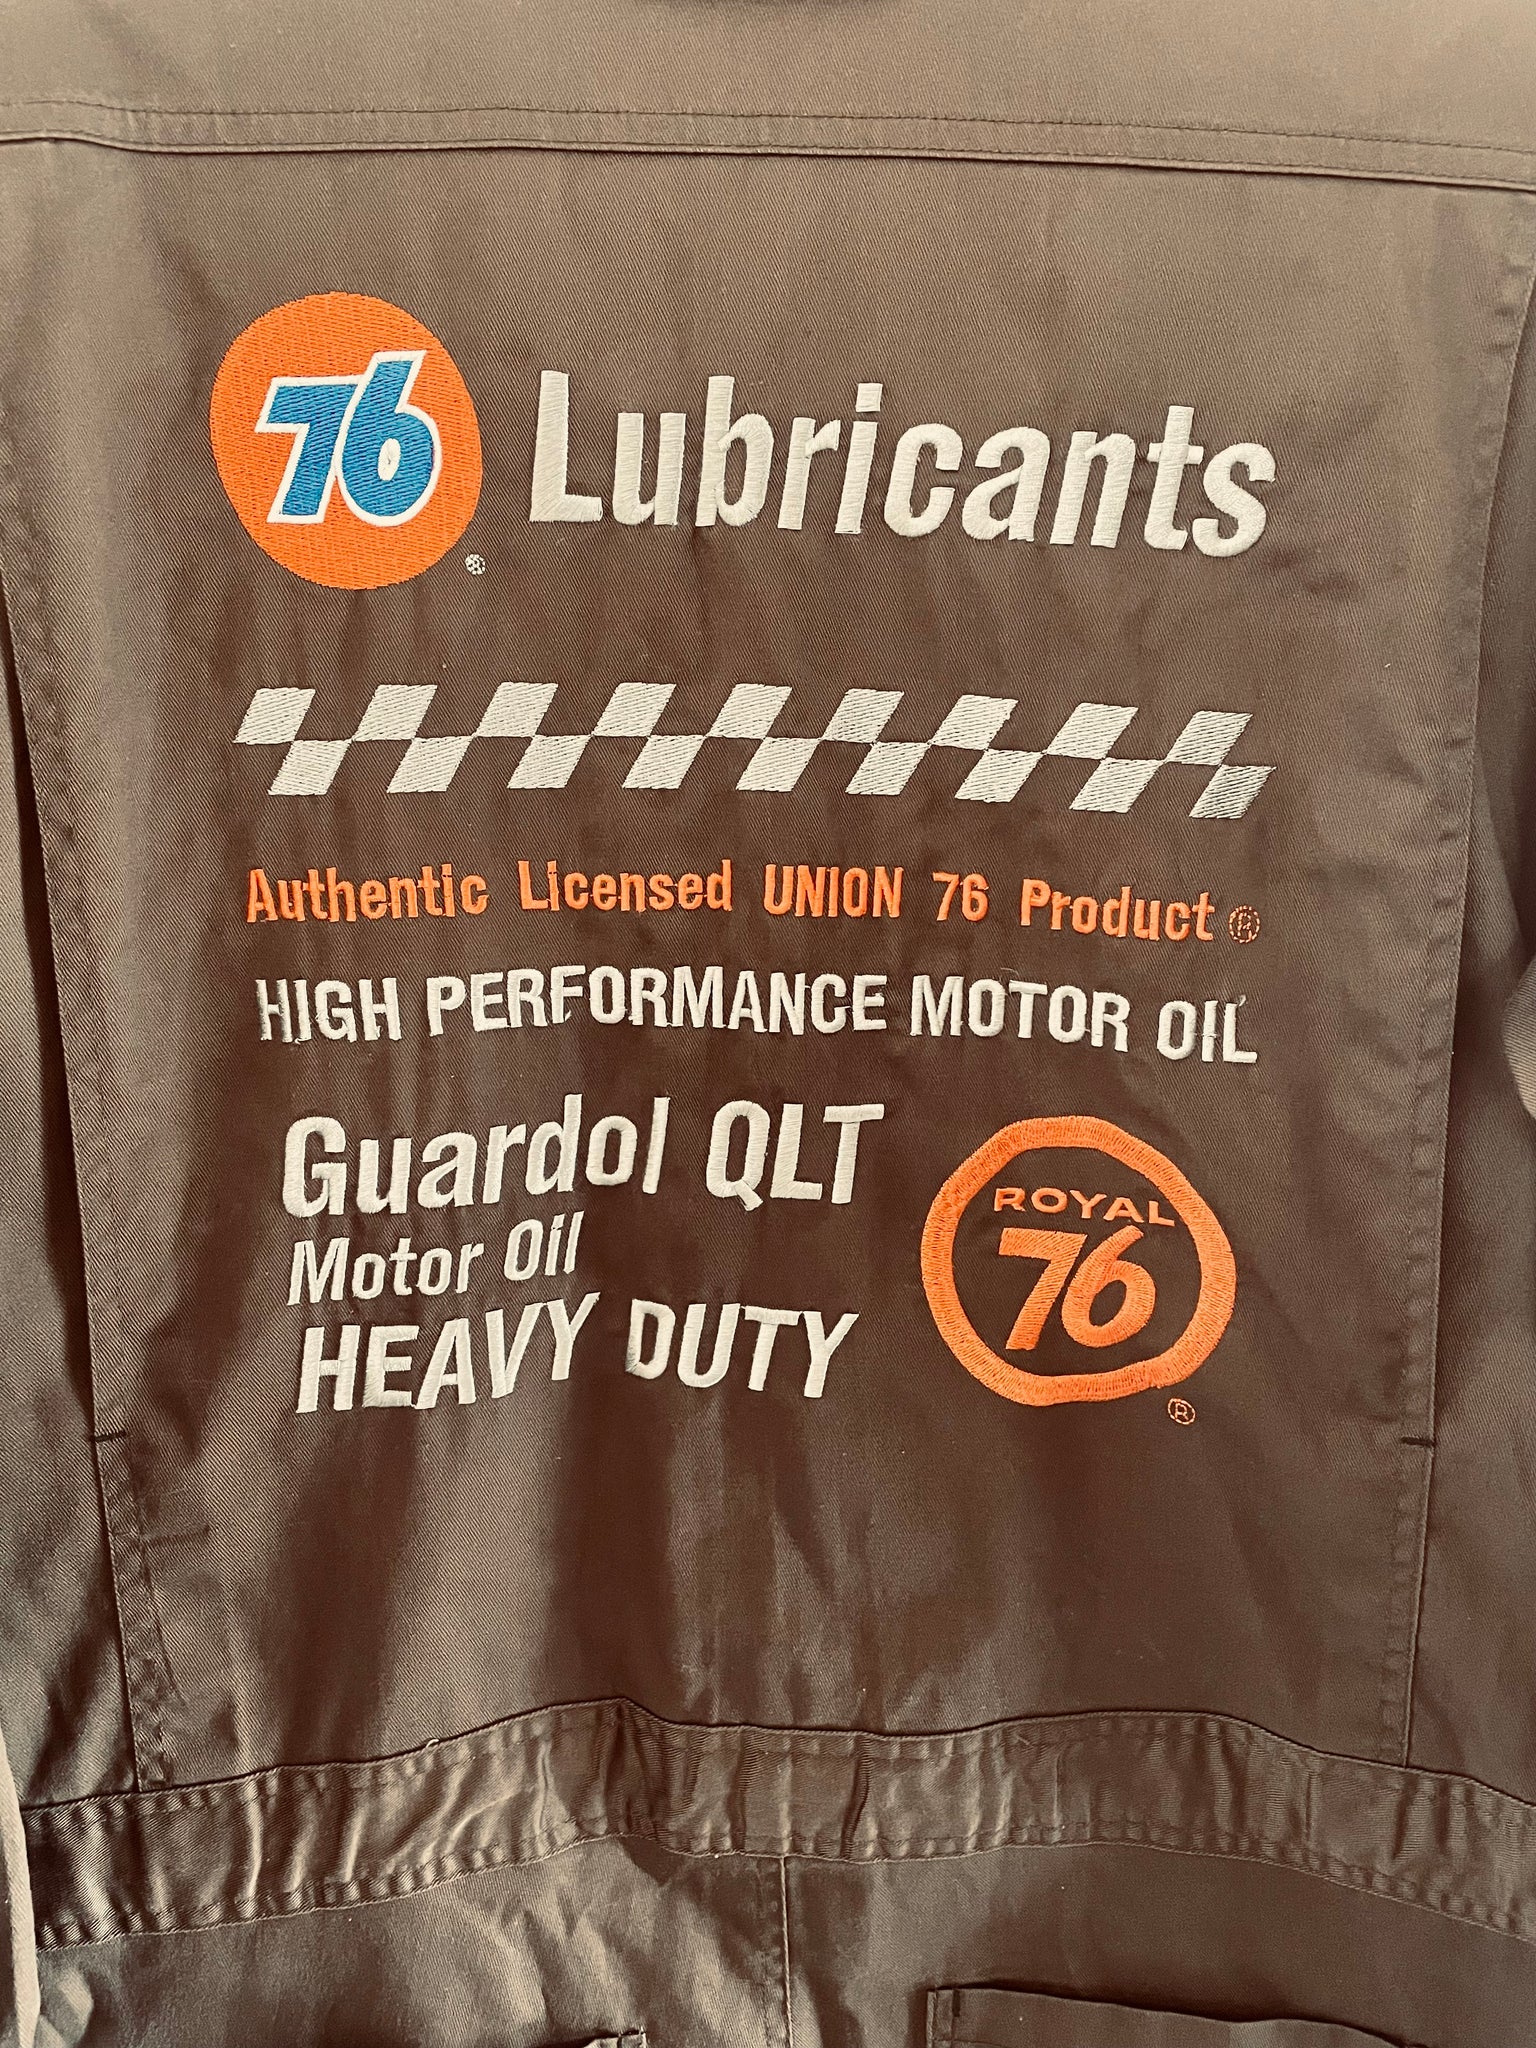 76 Lubricants
®
Authentic Licensed UNION 76 Product ®
HIGH PERFORMANCE MOTOR OIL
Guardol QLT
Motor Oil
HEAVY DUTY
ROYAL
76
®